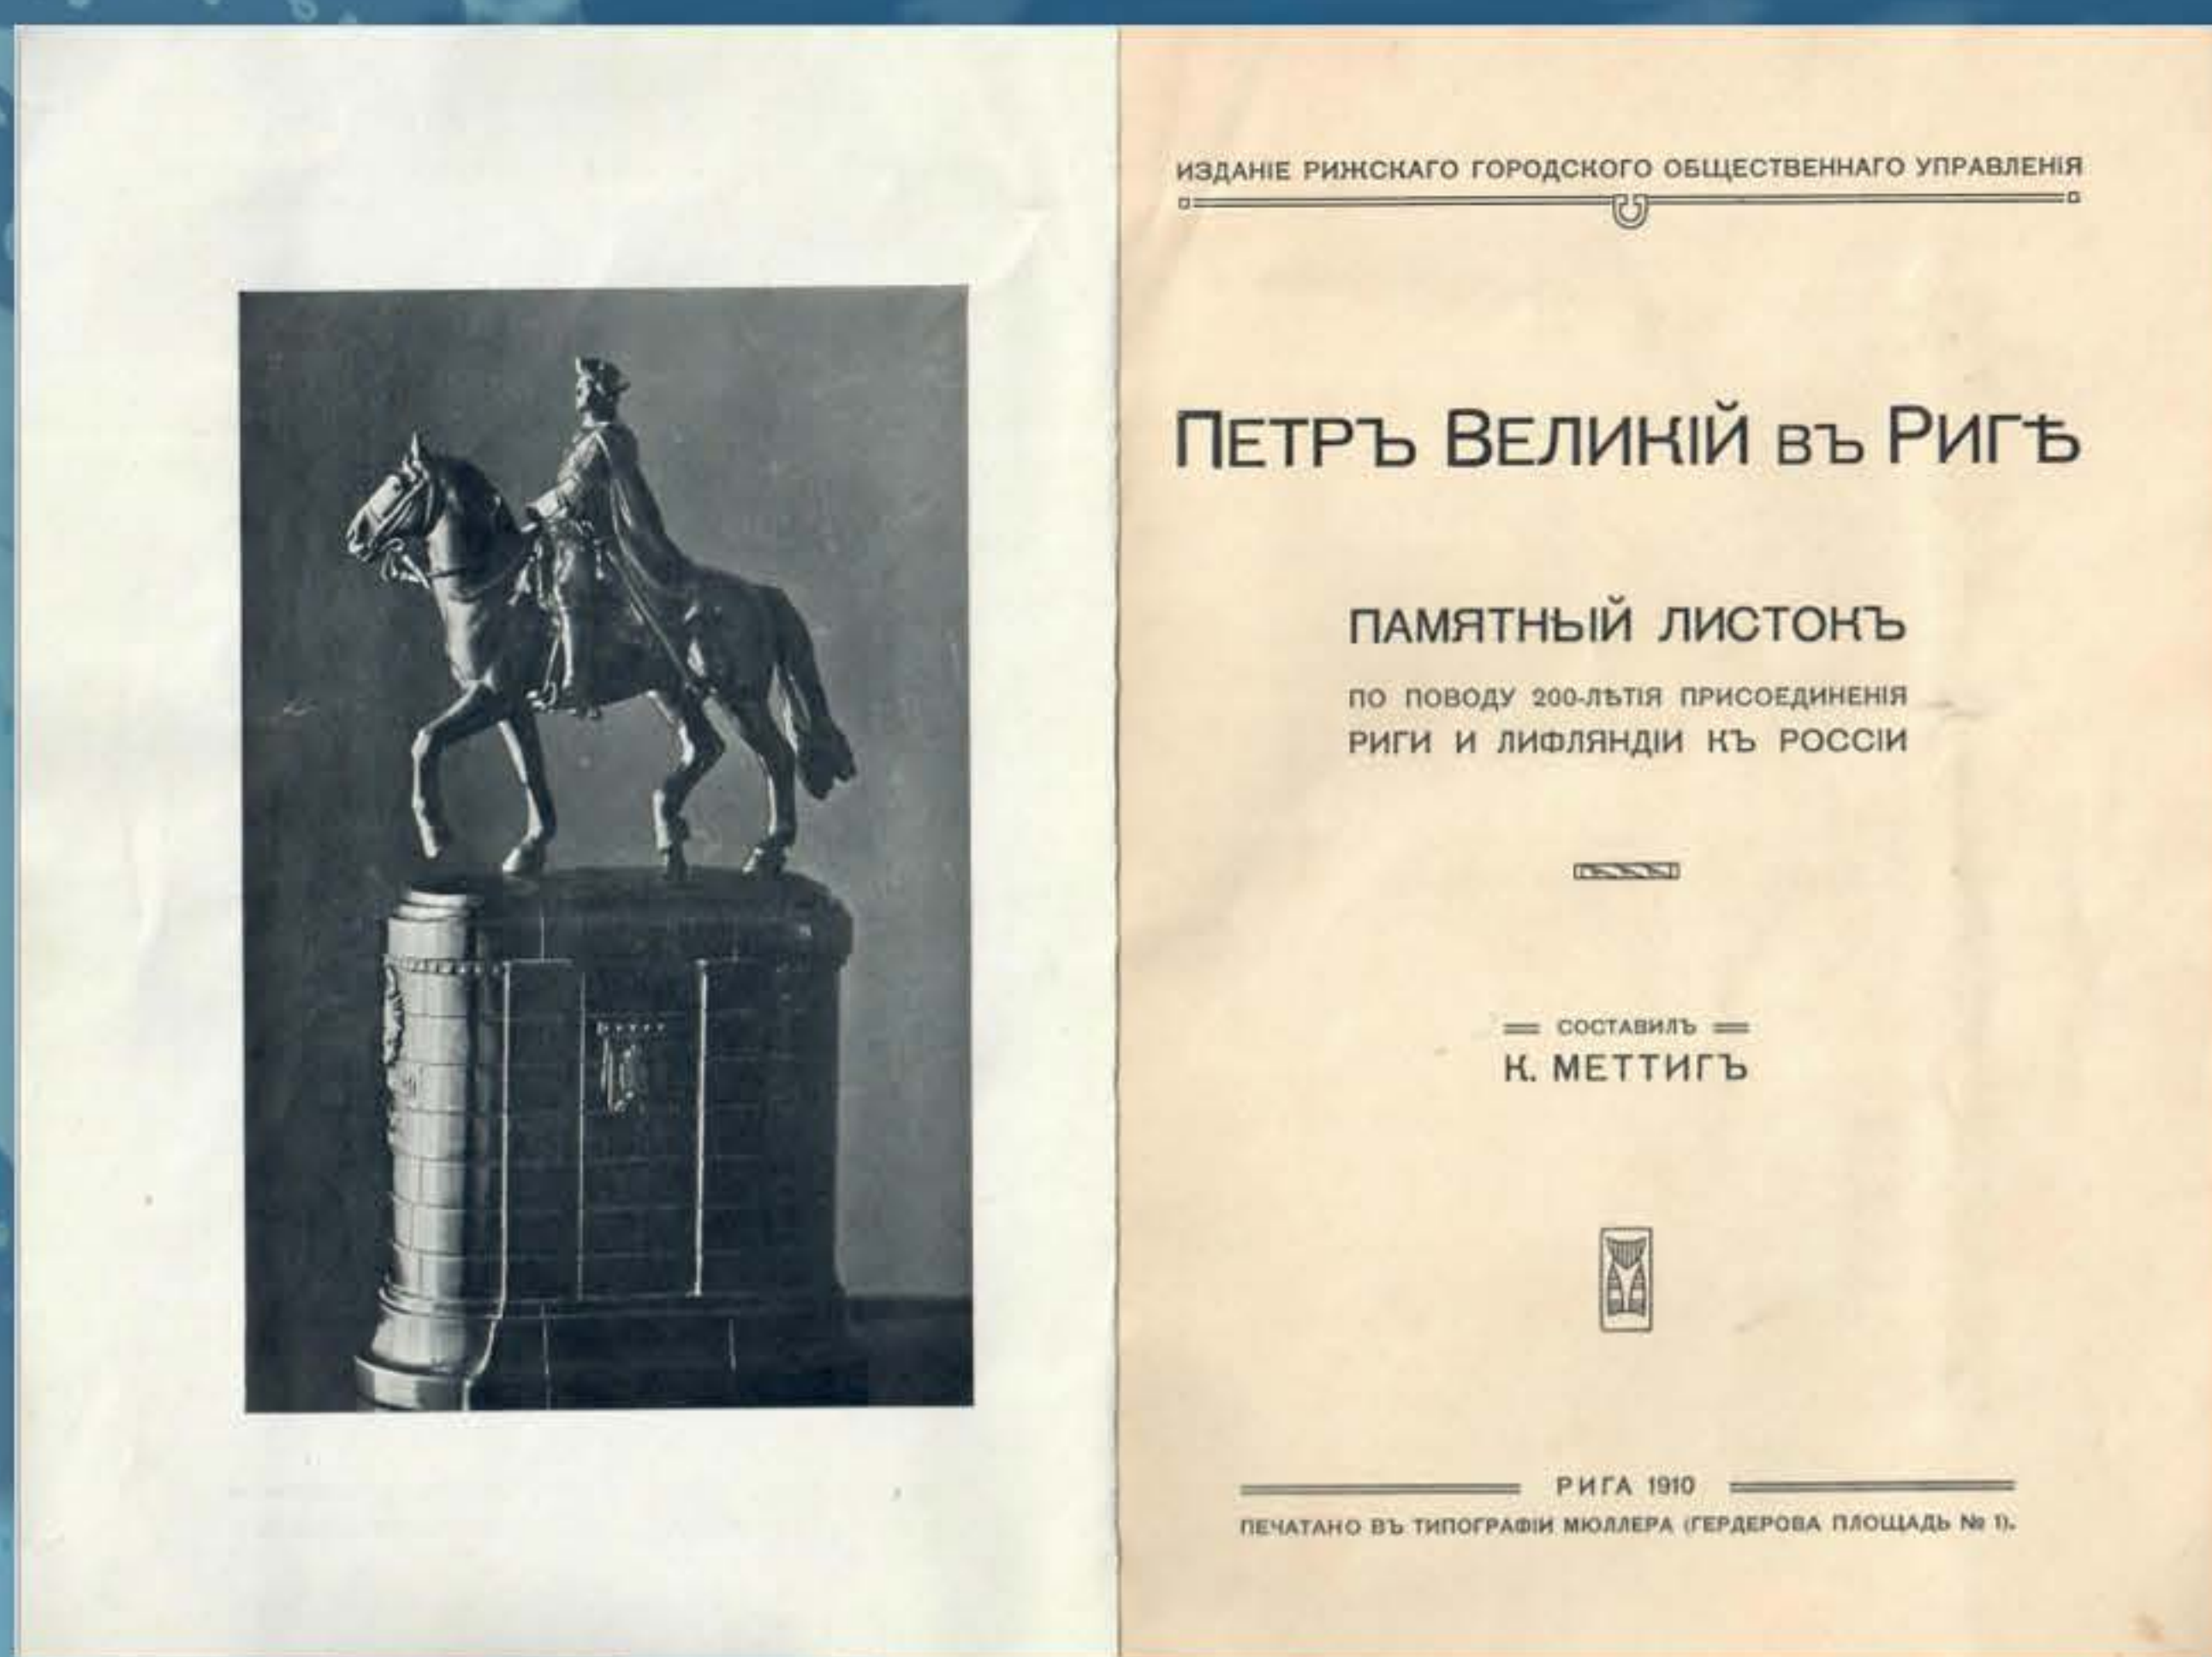 ИЗДАНІЕ РИЖСКАГО ГОРОДСКОГО ОБЩЕСТВЕННАГО УПРАВЛЕНІЯ
ПЕТРЪ ВЕЛИКІЙ ВЪ РИГѢ
ПАМЯТНЫЙ ЛИСТОКЪ
ПО ПОВОДУ 200-ЛѢТІЯ ПРИСОЕДИНЕНІЯ
РИГИ И ЛИФЛЯНДІИ КЪ РОССІИ
СОСТАВИЛЪ
К. МЕТТИГЪ
РИГА 1910
ПЕЧАТАНО ВЪ ТИПОГРАФІИ МЮЛЛЕРА (ГЕРДЕРОВА ПЛОЩАДЬ № 1).